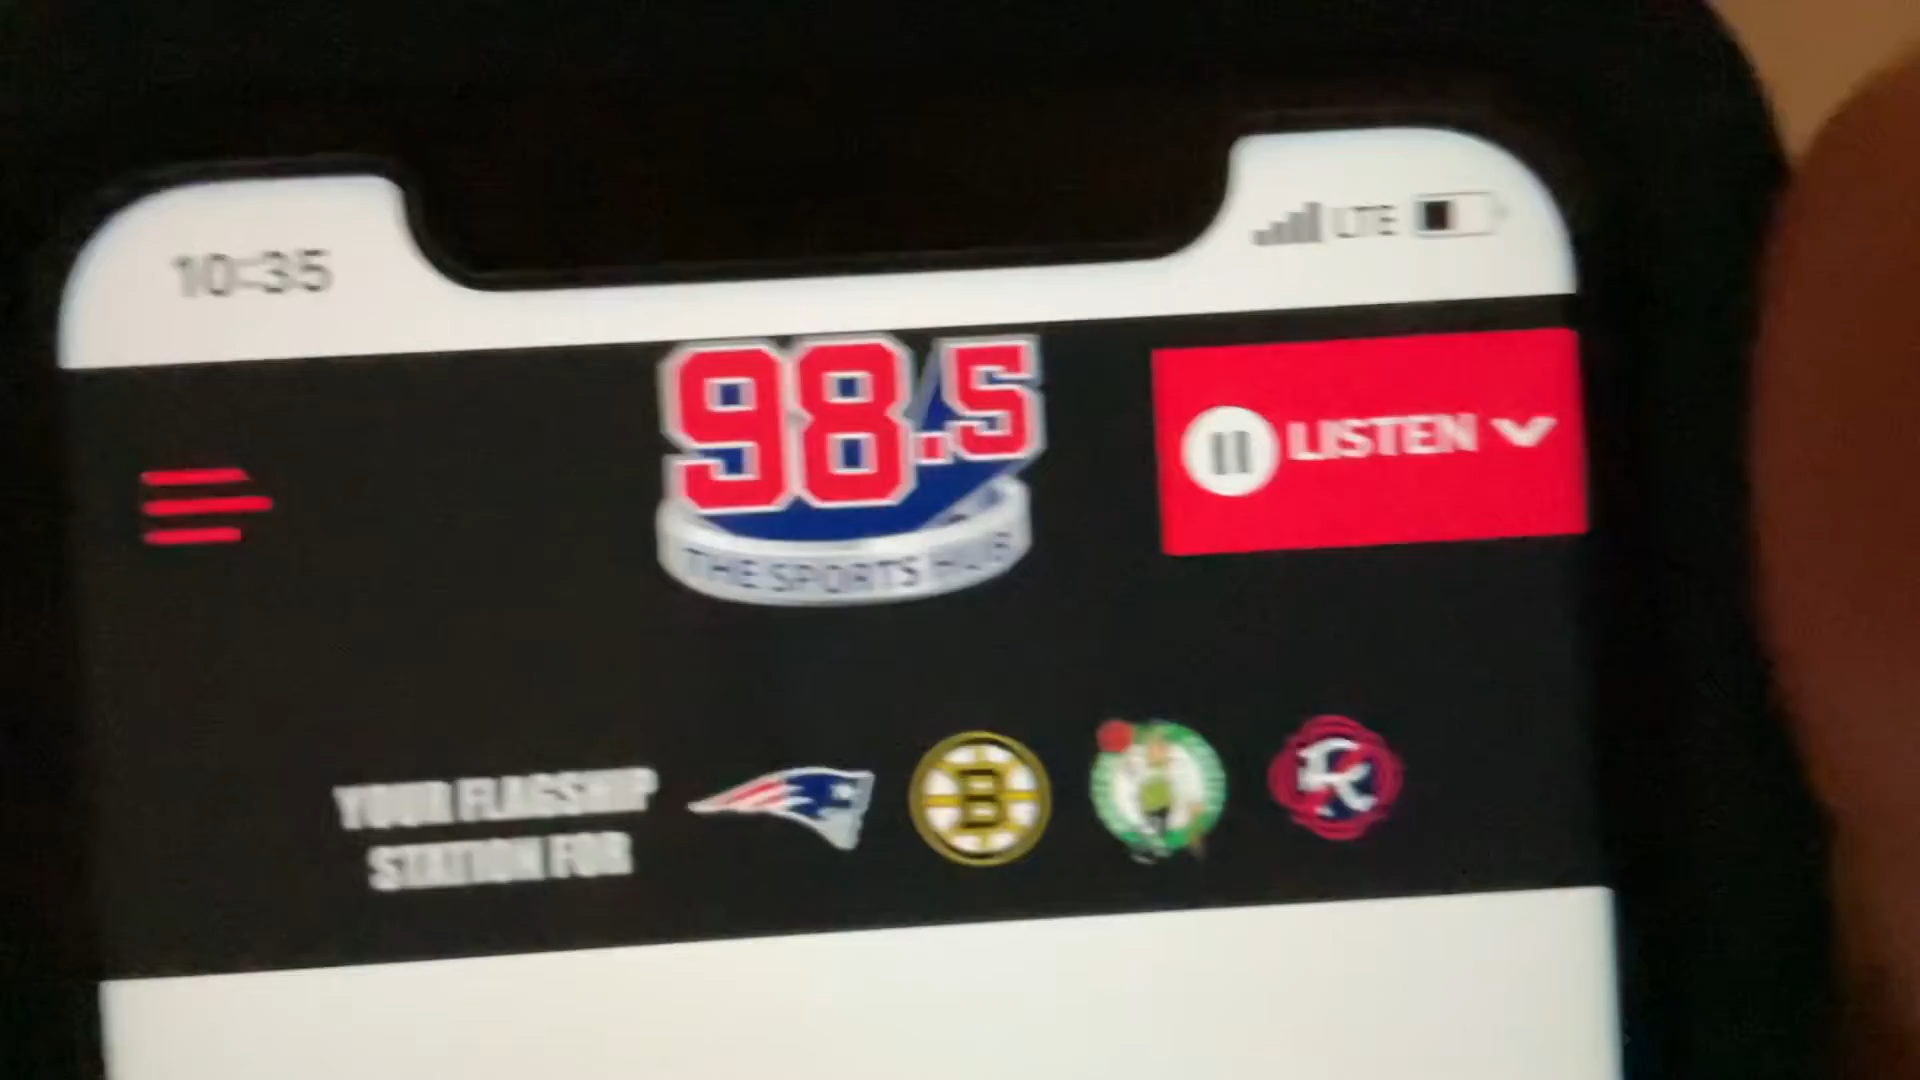 10:35
LTE
98.5
THE SPORTS HUB
LISTEN
YOUR FLAGSHIP
STATION FOR
B